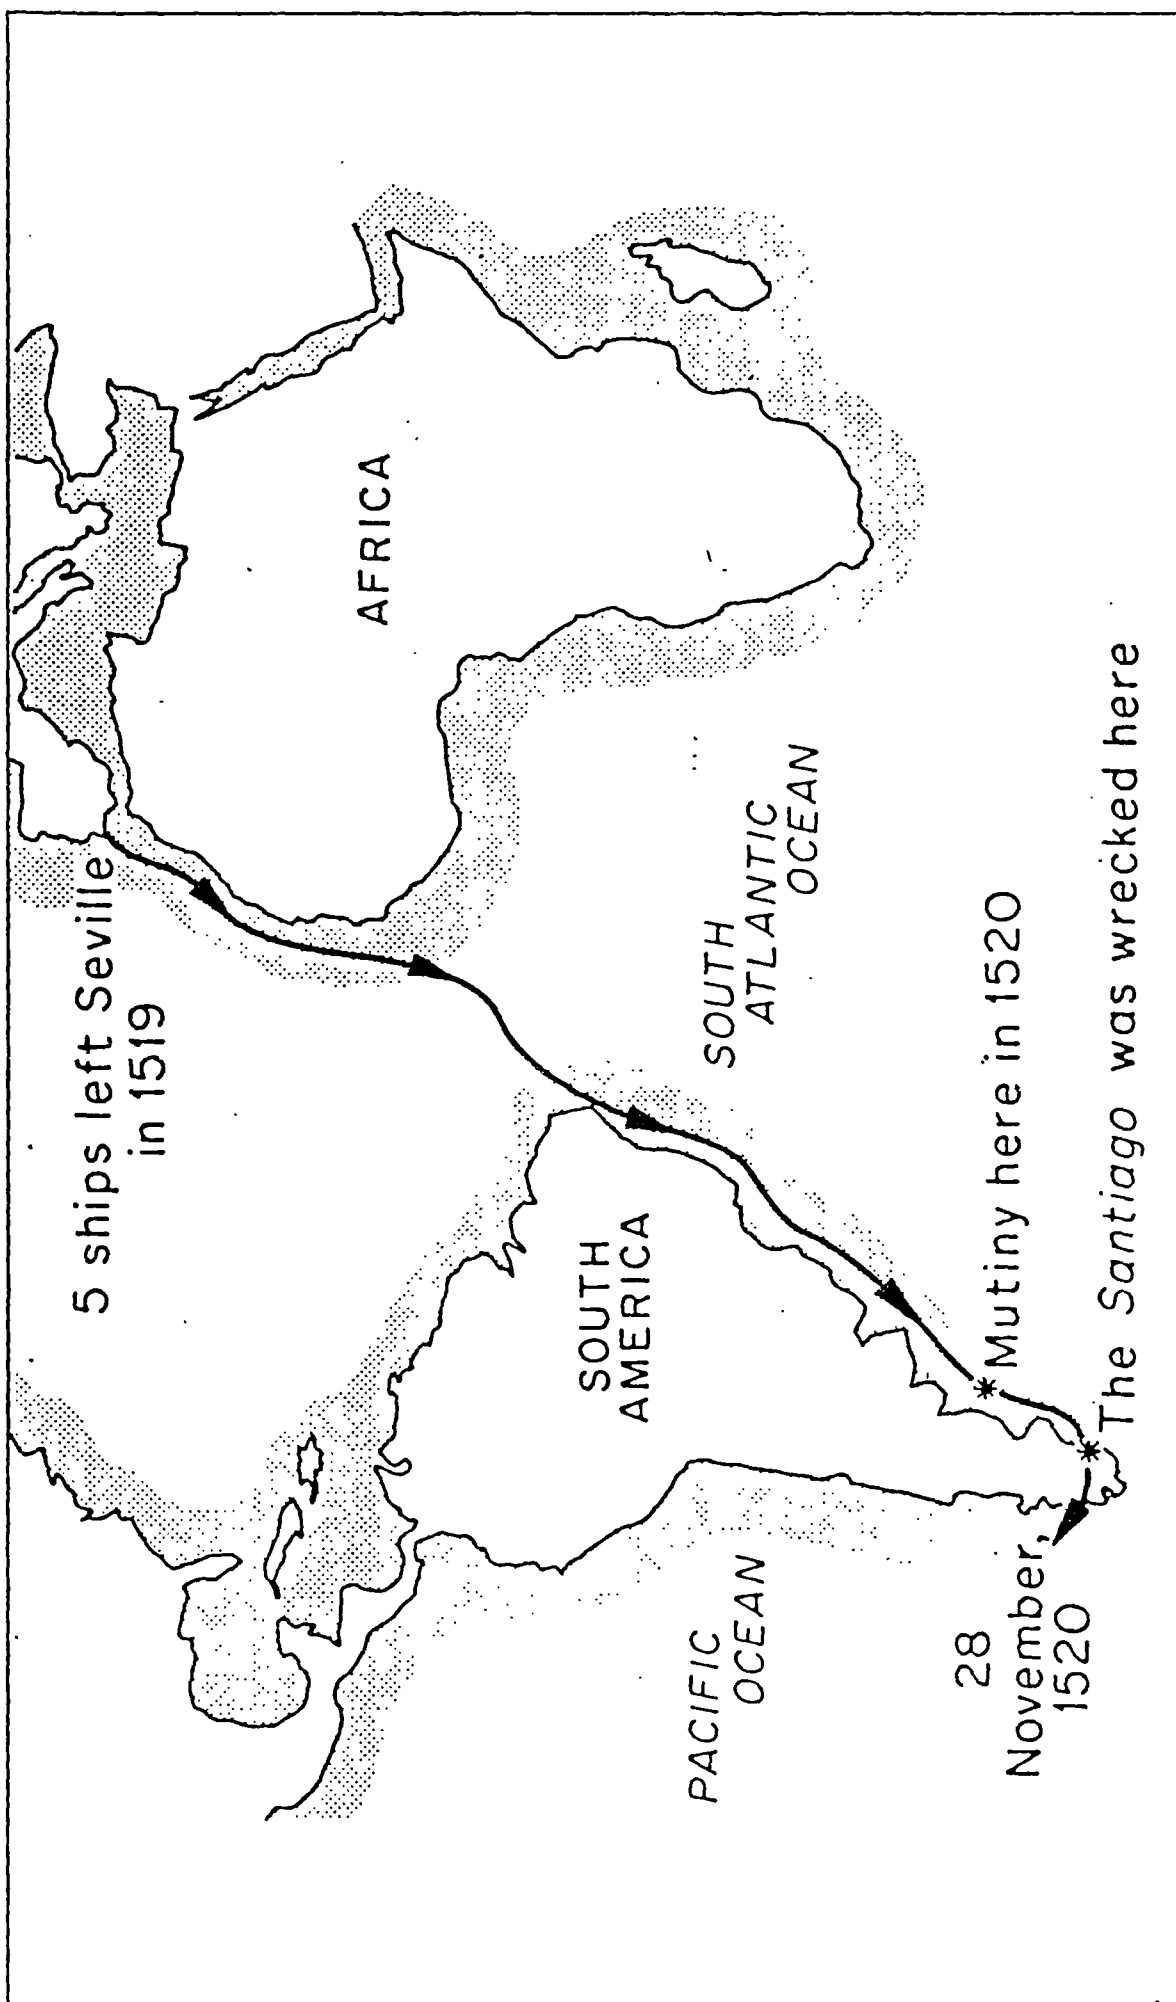 5 ships left Seville
in 1519
AFRICA
SOUTH
AMERICA
SOUTH
ATLANTIC
OCEAN
PACIFIC
OCEAN
Mutiny here in 1520
28
November,
1520
The Santiago was wrecked here